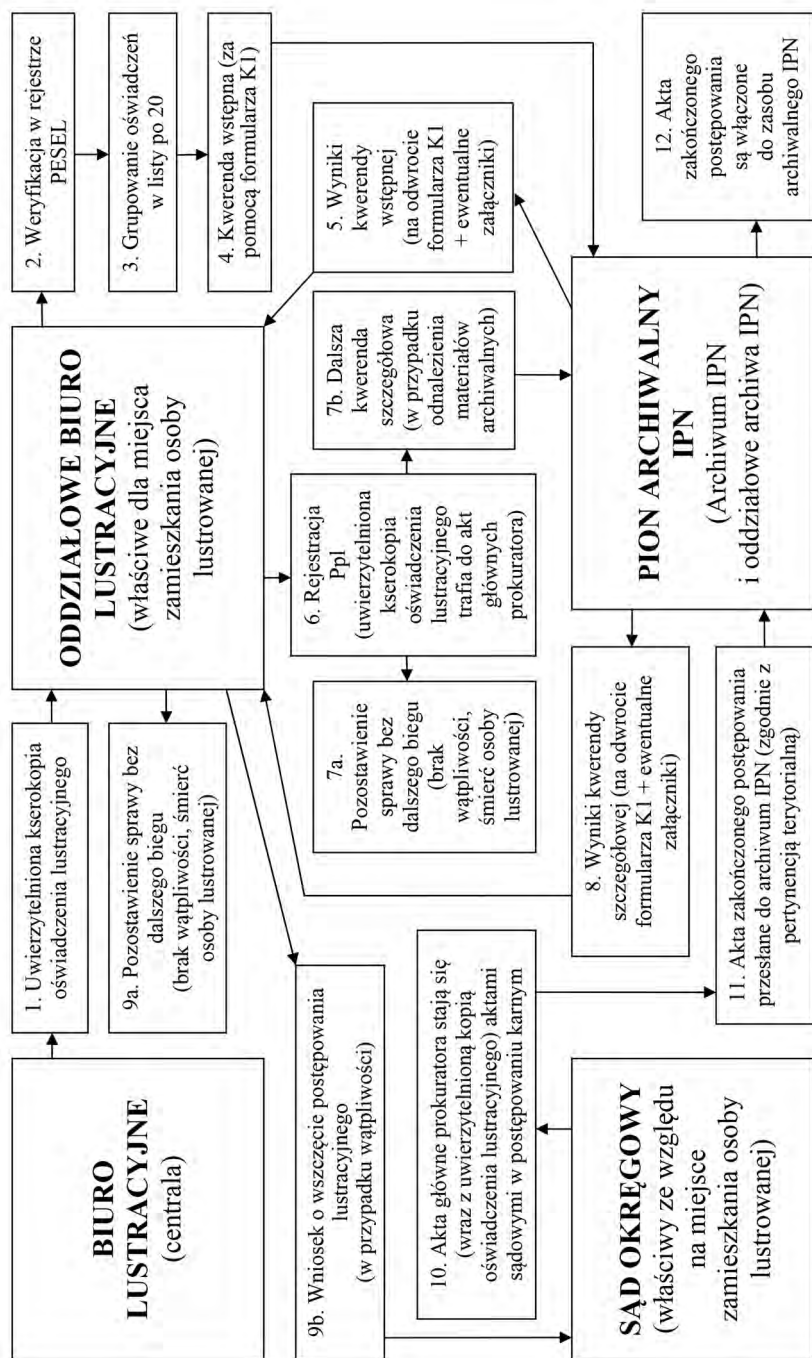 BIURO
LUSTRACYJNE
(centrala)
1. Uwierzytelniona kserokopia
oświadczenia lustracyjnego
ODDZIAŁOWE BIURO
LUSTRACYJNE
(właściwe dla miejsca
zamieszkania osoby
lustrowanej)
2. Weryfikacja w rejestrze
PESEL
3. Grupowanie oświadczeń
w listy po 20
4. Kwerenda wstępna (za
pomocą formularza K1)
5. Wyniki
kwerendy
wstępnej
(na odwrocie
formularza K1
+ ewentualne
załączniki)
6. Rejestracja
Ppl
(uwierzytelniona
kserokopia
oświadczenia
lustracyjnego
trafia do akt
głównych
prokuratora)
7a.
Pozostawienie
sprawy bez
dalszego biegu
(brak
wątpliwości,
śmierć osoby
lustrowanej)
7b. Dalsza
kwerenda
szczegółowa
(w przypadku
odnalezienia
materiałów
archiwalnych)
8. Wyniki kwerendy
szczegółowej (na odwrocie
formularza K1 + ewentualne
załączniki)
9a. Pozostawienie sprawy bez
dalszego biegu
(brak wątpliwości, śmierć
osoby lustrowanej)
9b. Wniosek o wszczęcie postępowania
lustracyjnego
(w przypadku wątpliwości)
10. Akta główne prokuratora stają się
(wraz z uwierzytelnioną kopią
oświadczenia lustracyjnego) aktami
sądowymi w postępowaniu karnym
SĄD OKRĘGOWY
(właściwy ze względu
na miejsce
zamieszkania osoby
lustrowanej)
11. Akta zakończonego postępowania
przesłane do archiwum IPN (zgodnie z
pertynencją terytorialną)
PION ARCHIWALNY
IPN
(Archiwum IPN
i oddziałowe archiwa IPN)
12. Akta
zakończonego
postępowania
są włączone
do zasobu
archiwalnego IPN